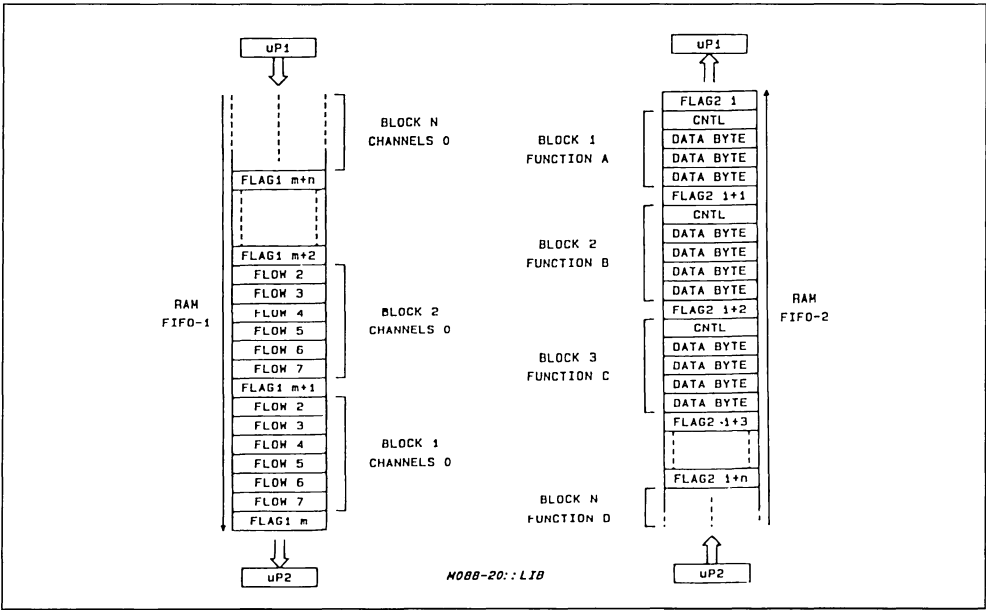 uP1
BLOCK N
CHANNELS 0
FLAG1 m+n
FLAG1 m+2
FLOW 2
FLOW 3
FLOW 4
FLOW 5
FLOW 6
FLOW 7
BLOCK 2
CHANNELS 0
RAM
FIFO-1
FLAG1 m+1
FLOW 2
FLOW 3
FLOW 4
FLOW 5
FLOW 6
FLOW 7
BLOCK 1
CHANNELS 0
FLAG1 m
uP2
M088-20::LIB
uP1
FLAG2 1
CNTL
DATA BYTE
DATA BYTE
DATA BYTE
BLOCK 1
FUNCTION A
FLAG2 1+1
CNTL
DATA BYTE
DATA BYTE
DATA BYTE
DATA BYTE
BLOCK 2
FUNCTION B
FLAG2 1+2
RAM
FIFO-2
CNTL
DATA BYTE
DATA BYTE
DATA BYTE
DATA BYTE
BLOCK 3
FUNCTION C
FLAG2 1+3
FLAG2 1+n
BLOCK N
FUNCTION D
uP2